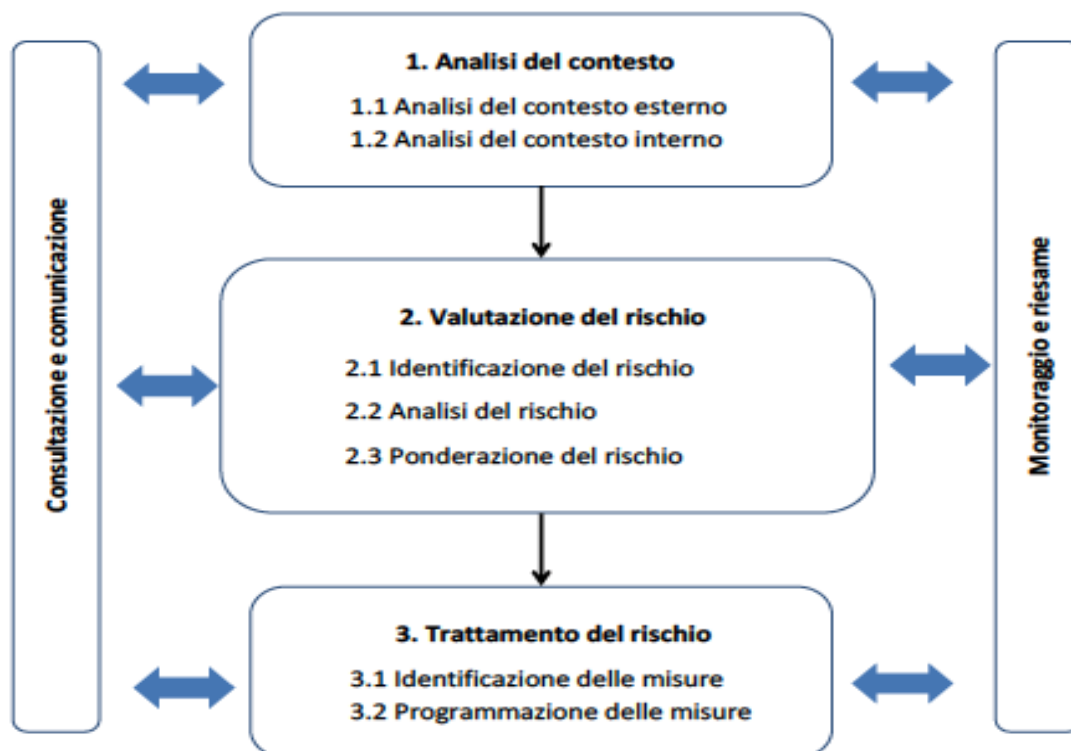 Consultazione e comunicazione
1. Analisi del contesto
1.1 Analisi del contesto esterno
1.2 Analisi del contesto interno
2. Valutazione del rischio
2.1 Identificazione del rischio
2.2 Analisi del rischio
2.3 Ponderazione del rischio
3. Trattamento del rischio
3.1 Identificazione delle misure
3.2 Programmazione delle misure
Monitoraggio e riesame